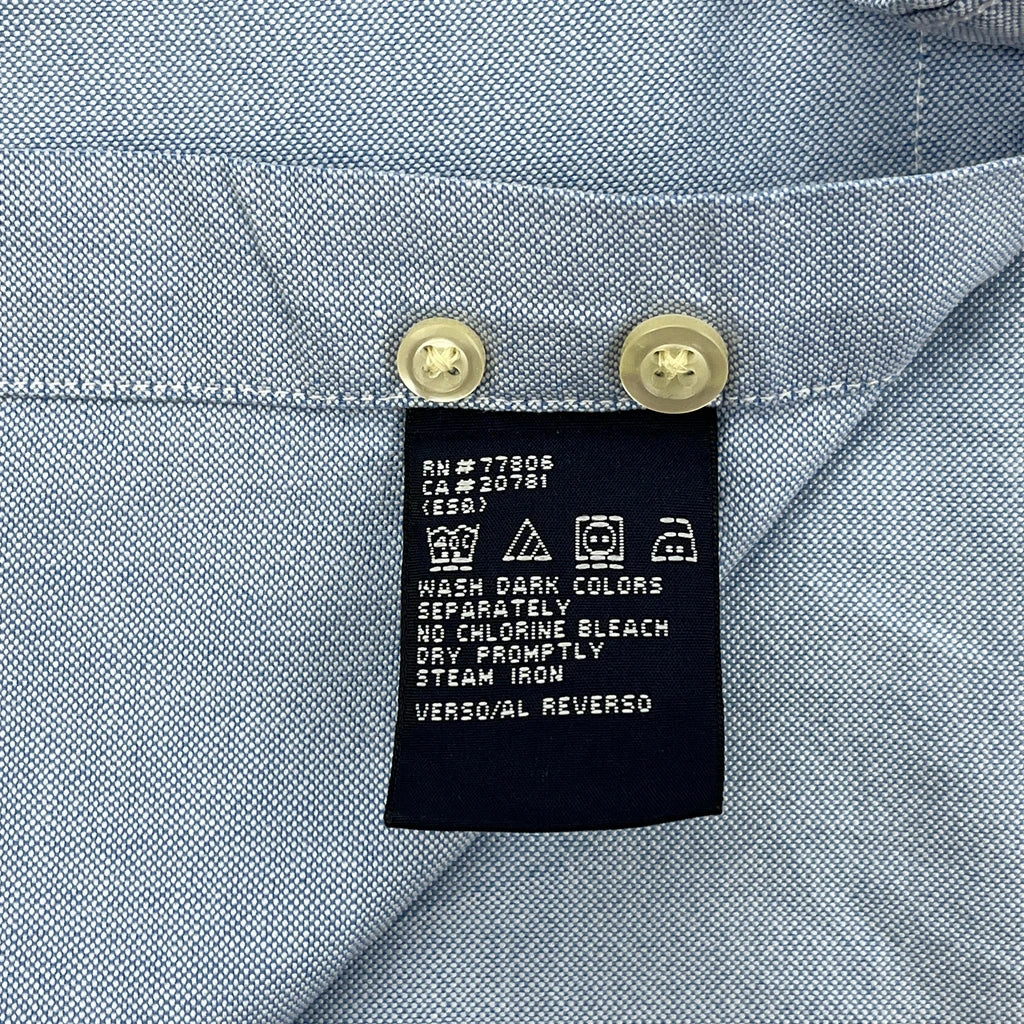 RN#77806
CA#20781
(ESQ)
40C
WASH DARK COLORS
SEPARATELY
NO CHLORINE BLEACH
DRY PROMPTLY
STEAM IRON
VERSO/AL REVERSO